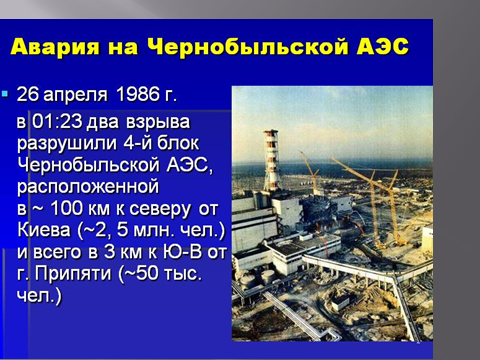 Авария на Чернобыльской АЭС
26 апреля 1986 г.
в 01:23 два взрыва
разрушили 4-й блок
Чернобыльской АЭС,
расположенной
в ~ 100 км к северу от
Киева (~2, 5 млн. чел.)
и всего в 3 км к Ю-В от
г. Припяти (~50 тыс.
чел.)